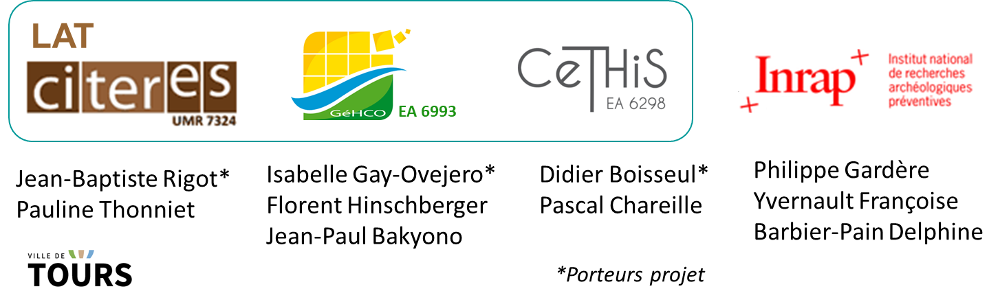 LAT
citeres
UMR 7324
GéHCO
EA 6993
CeTHiS
EA 6298
Inrap
Institut national
de recherches
archéologiques
préventives
Jean-Baptiste Rigot*
Pauline Thonniet
Isabelle Gay-Ovejero*
Florent Hinschberger
Jean-Paul Bakyono
Didier Boisseul*
Pascal Chareille
Philippe Gardère
Yvernault Françoise
Barbier-Pain Delphine
VILLE DE
TOURS
*Porteurs projet